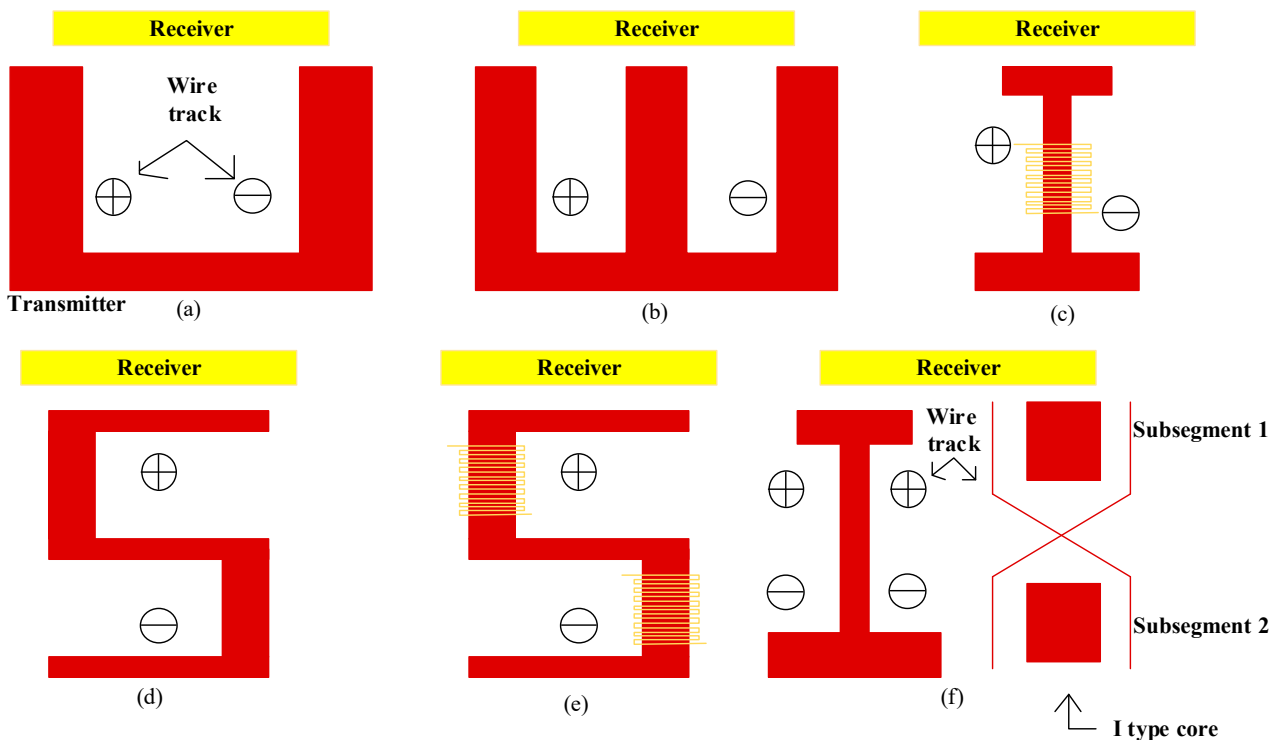 Receiver
Receiver
Receiver
Wire
track
Transmitter
(a)
(b)
(c)
Receiver
Receiver
Receiver
Wire
track
Subsegment 1
Subsegment 2
(d)
(e)
(f)
I type core